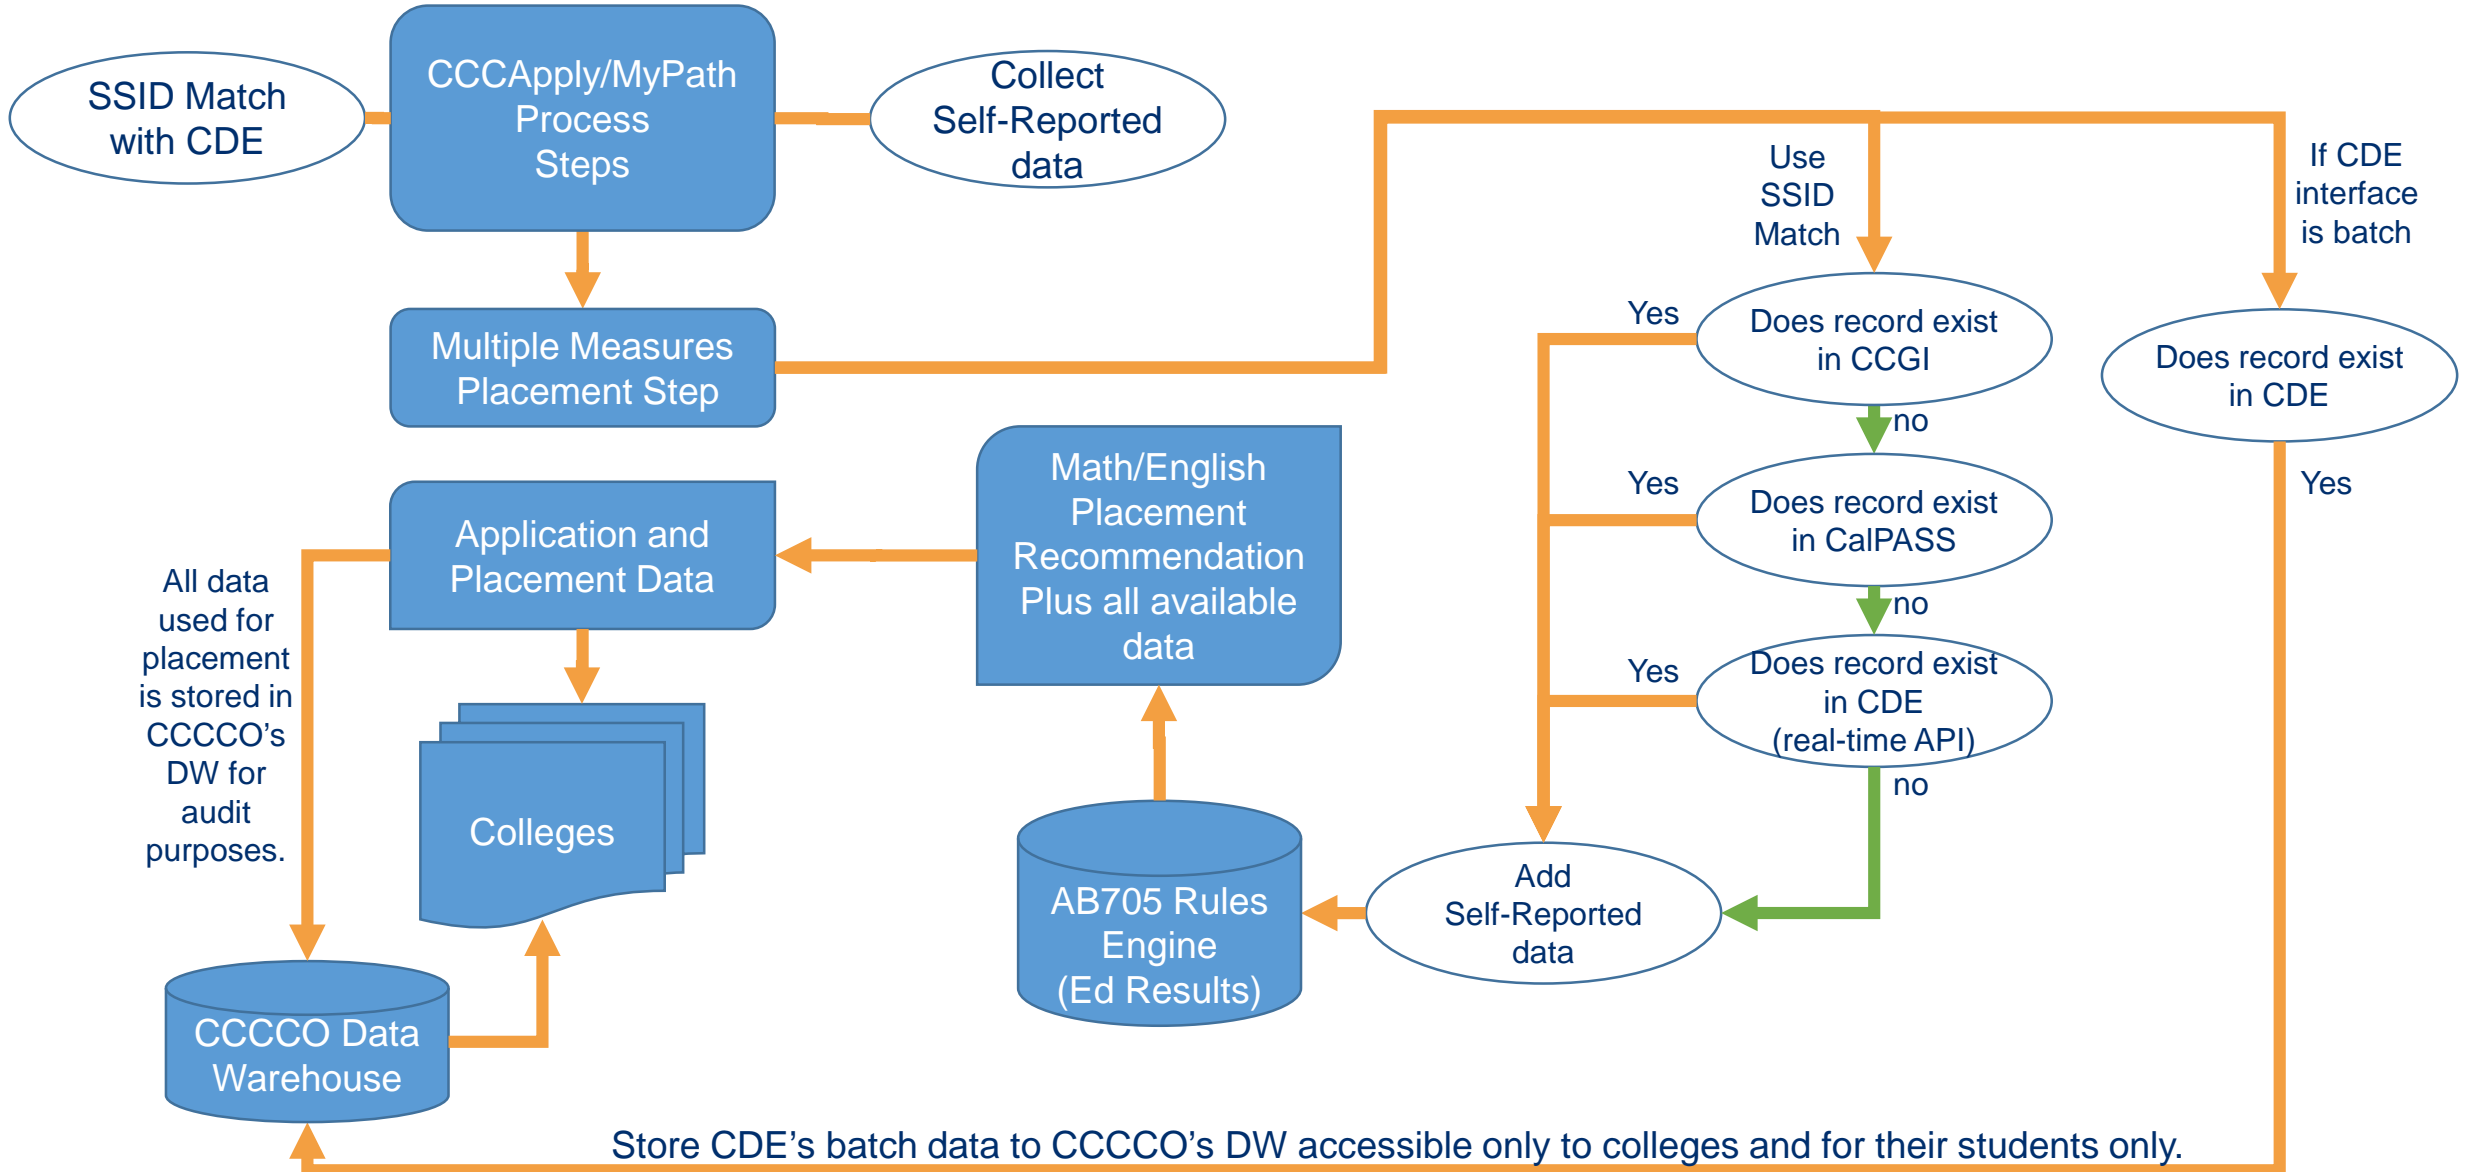 SSID Match
with CDE
CCCApply/MyPath
Process
Steps
Collect
Self-Reported
data
Use
SSID
Match
If CDE
interface
is batch
Multiple Measures
Placement Step
Yes
Does record exist
in CCGI
Does record exist
in CDE
no
Yes
Does record exist
in CalPASS
Yes
no
Yes
Does record exist
in CDE
(real-time API)
no
Math/English
Placement
Recommendation
Plus all available
data
Application and
Placement Data
All data
used for
placement
is stored in
CCCCO’s
DW for
audit
purposes.
Colleges
AB705 Rules
Engine
(Ed Results)
Add
Self-Reported
data
CCCCO Data
Warehouse
Store CDE’s batch data to CCCCO’s DW accessible only to colleges and for their students only.